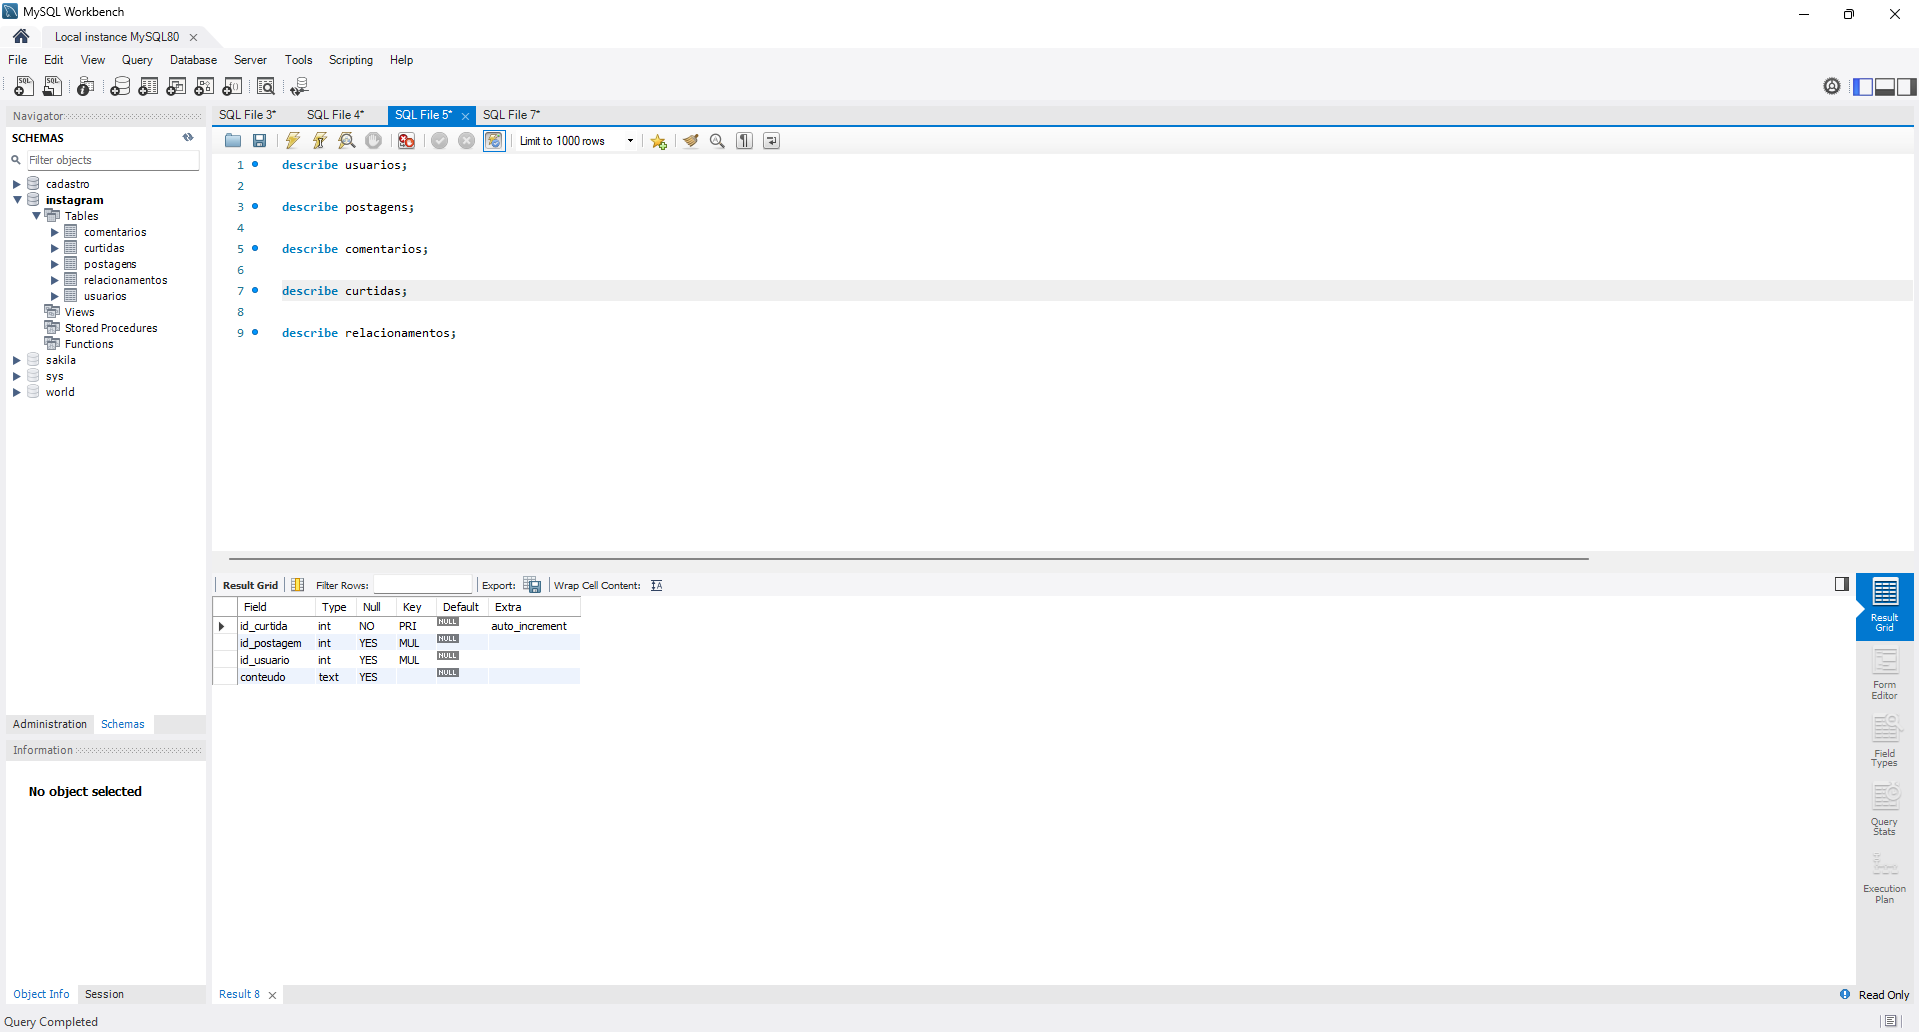 MySQL Workbench
Local instance MySQL80
File Edit View Query Database Server Tools Scripting Help
Navigator
SCHEMAS
Filter objects
cadastro
instagram
Tables
comentarios
curtidas
postagens
relacionamentos
usuarios
Views
Stored Procedures
Functions
sakila
sys
world
Administration Schemas
Information
No object selected
Object Info Session
SQL File 3* SQL File 4* SQL File 5* SQL File 7*
Limit to 1000 rows
1 describe usuarios;
2
3 describe postagens;
4
5 describe comentarios;
6
7 describe curtidas;
8
9 describe relacionamentos;
Result Grid Filter Rows: Export: Wrap Cell Content:
Field Type Null Key Default Extra
id_curtida int NO PRI NULL auto_increment
id_postagem int YES MUL NULL
id_usuario int YES MUL NULL
conteudo text YES NULL
Result
Grid
Form
Editor
Field
Types
Query
Stats
Execution
Plan
Result 8
Read Only
Query Completed